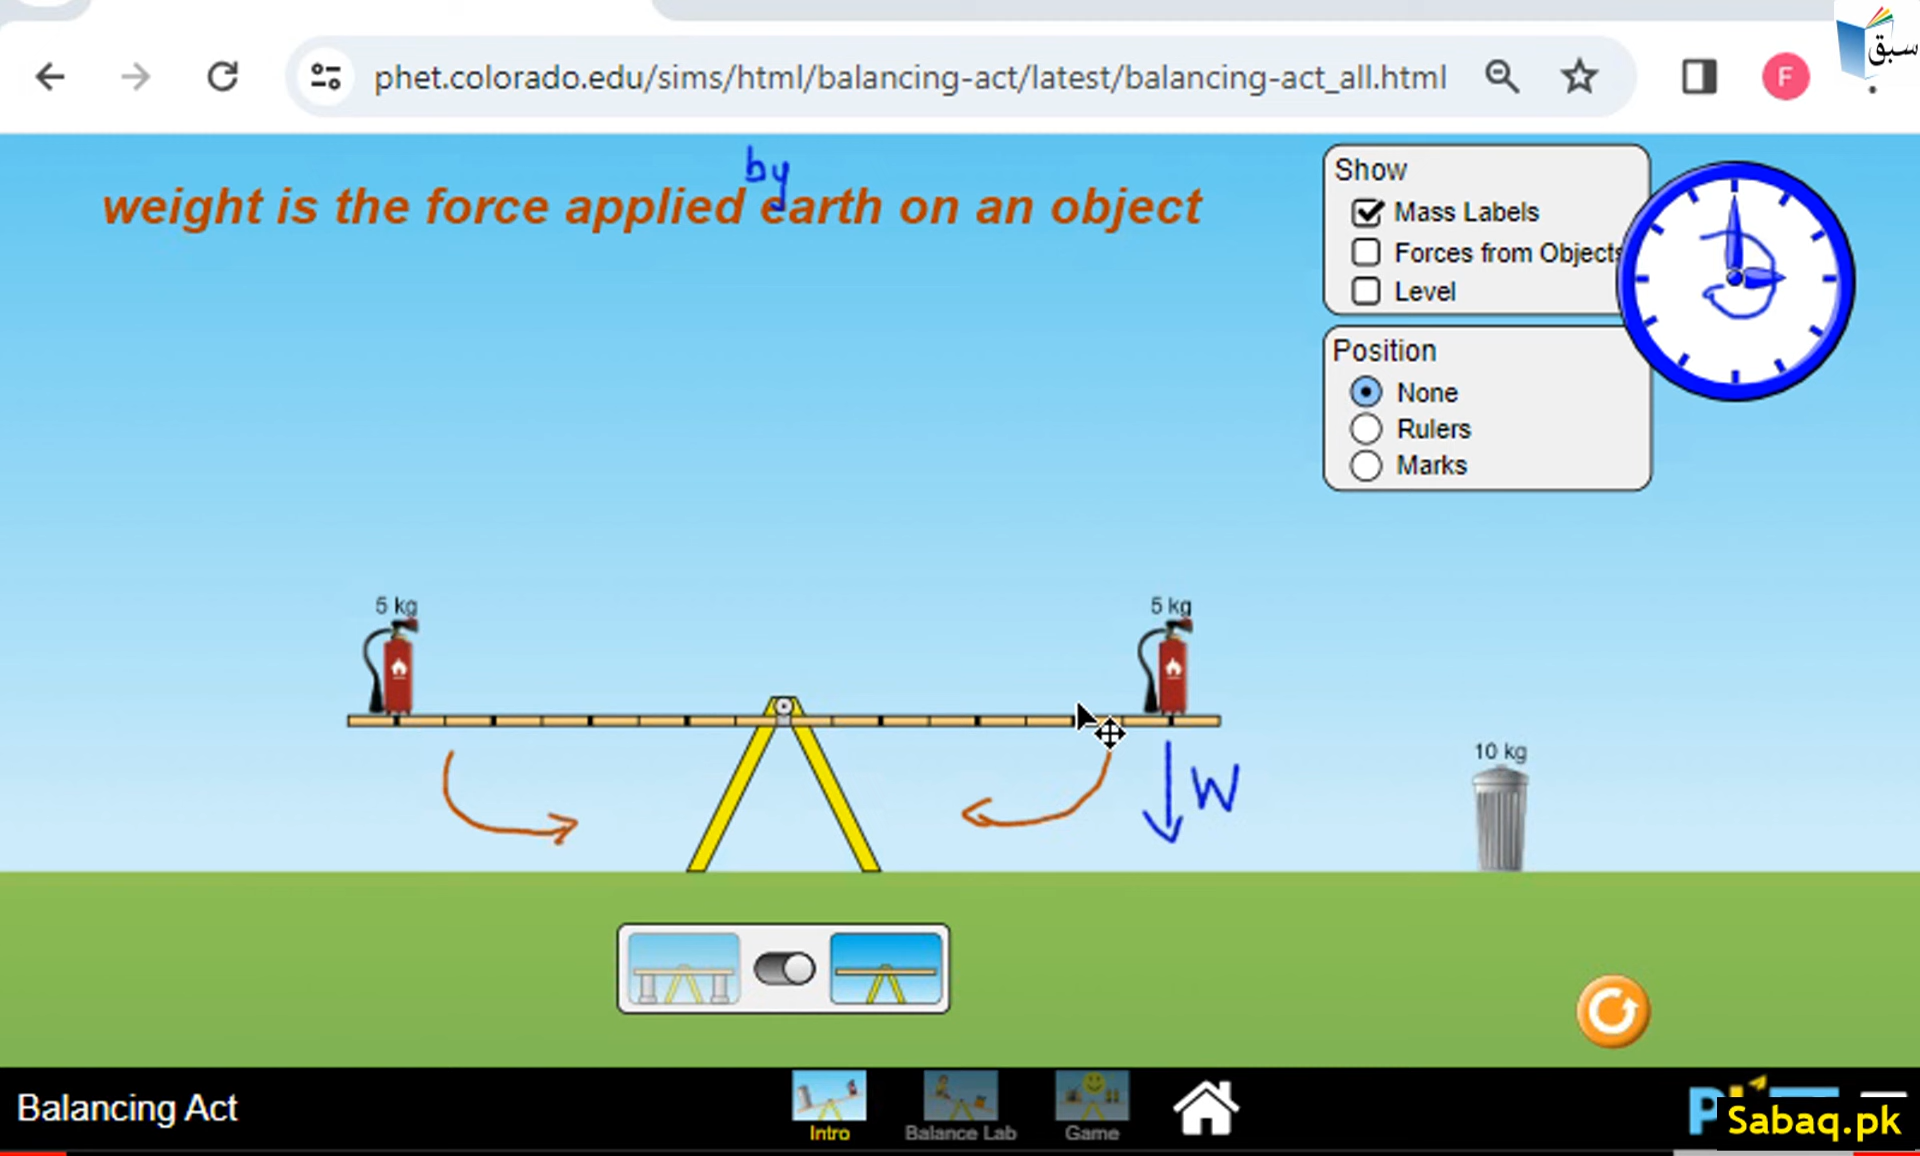 سبق
phet.colorado.edu/sims/html/balancing-act/latest/balancing-act_all.html
F
by
weight is the force applied earth on an object
Show
Mass Labels
Forces from Objects
Level
Position
None
Rulers
Marks
5 kg
5 kg
W
10 kg
Balancing Act
Intro
Balance Lab
Game
Sabaq.pk